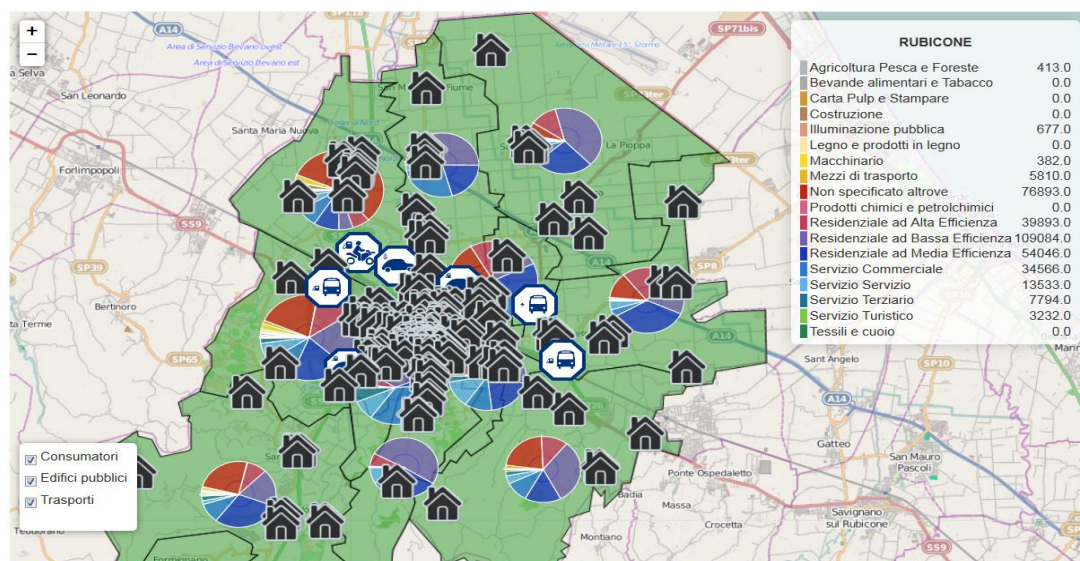 +
−
RUBICONE
Agricoltura Pesca e Foreste 413.0
Bevande alimentari e Tabacco 0.0
Carta Pulp e Stampare 0.0
Costruzione 0.0
Illuminazione pubblica 677.0
Legno e prodotti in legno 0.0
Macchinario 382.0
Mezzi di trasporto 5810.0
Non specificato altrove 76893.0
Prodotti chimici e petrolchimici 0.0
Residenziale ad Alta Efficienza 39893.0
Residenziale ad Bassa Efficienza 109084.0
Residenziale ad Media Efficienza 54046.0
Servizio Commerciale 34566.0
Servizio Servizio 13533.0
Servizio Terziario 7794.0
Servizio Turistico 3232.0
Tessili e cuoio 0.0
A14
SP71bis
Area di Servizio Bevano ovest
Area di Servizio Bevano est
San Leonardo
Santa Maria Nuova
Forlimpopoli
La Pioppa
SS9
SP39
Bertinoro
SP8
A14
A14
SP65
Sant Angelo
SP10
A14
Gatteo
San Mauro
Pascoli
Ponte Ospedaletto
Badia
Massa
Savignano
sul Rubicone
Crocetta
Montiano
SS9
Consumatori
Edifici pubblici
Trasporti